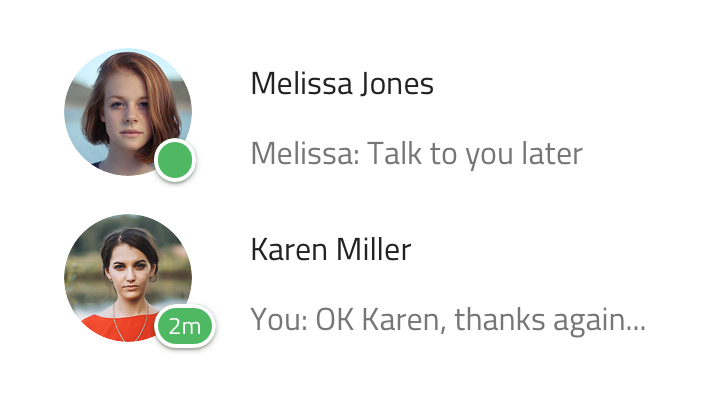 Melissa Jones
Melissa: Talk to you later
Karen Miller
2m
You: OK Karen, thanks again...